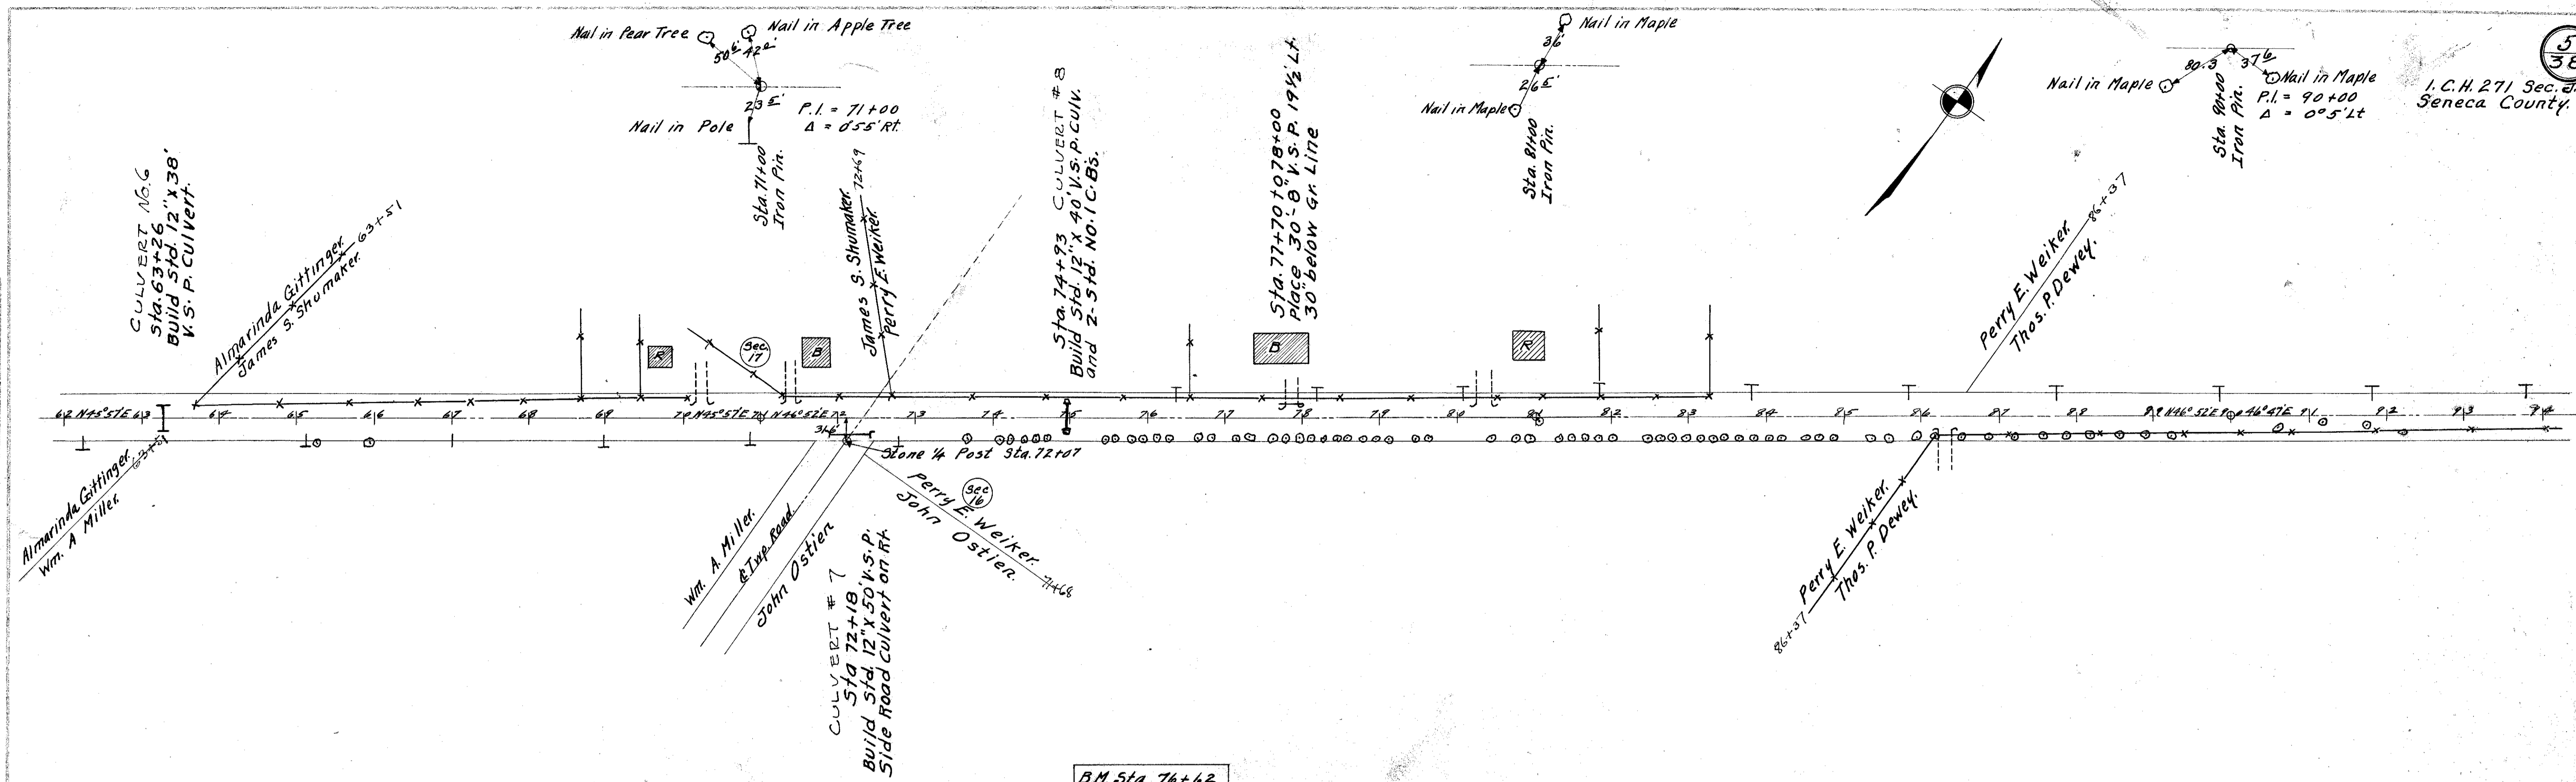 Nail in Pear Tree
Nail in Apple Tree
50 6'
42 2'
23 5'
Nail in Pole
P.I. = 71+00
Δ = 0°55' Rt.
Sta. 71+00
Iron Pin.
Nail in Maple
36'
26 5'
Nail in Maple
Sta. 81+00
Iron Pin.
Nail in Maple
80.3
37 6
Nail in Maple
P.I. = 90+00
Δ = 0°5' Lt
Sta. 90+00
Iron Pin.
5
38
I.C.H. 271 Sec.
Seneca County.
CULVERT No.6
Sta. 63+26
Build Std. 12" x 38'
V.S.P. Culvert.
Almarinda Gittinger.
James S. Shumaker.
63+51
James S. Shumaker.
Perry E. Weiker.
72+69
Sta. 74+93 CULVERT #8
Build Std. 12" x 40' V.S.P. Culv.
and 2- Std. No.1 C.B's.
Sta. 77+70 to 78+00
Place 30'-8" V.S.P. 19½' Lt.
30" below Gr. Line
Perry E. Weiker.
Thos. P. Dewey.
86+37
R
Sec. 17
B
B
R
62 N45°57'E 63 64 65 66 67 68 69 70 N45°57'E 71 N46°52'E 72 73 74 75 76 77 78 79 80 81 82 83 84 85 86 87 88 89 N46°52'E 90 46°47'E 91 92 93 94
31.6'
Stone ¼ Post Sta. 72+07
Almarinda Gittinger.
Wm. A Miller.
63+51
Wm. A. Miller.
℄ Imp. Road.
John Ostien
Sec 16
Perry E. Weiker.
John Ostien.
71+68
CULVERT # 7
Sta 72+18
Build Std. 12" x 50' V.S.P.
Side Road Culvert on Rt.
Perry E. Weiker.
Thos. P. Dewey.
86+37
B.M. Sta. 76+62